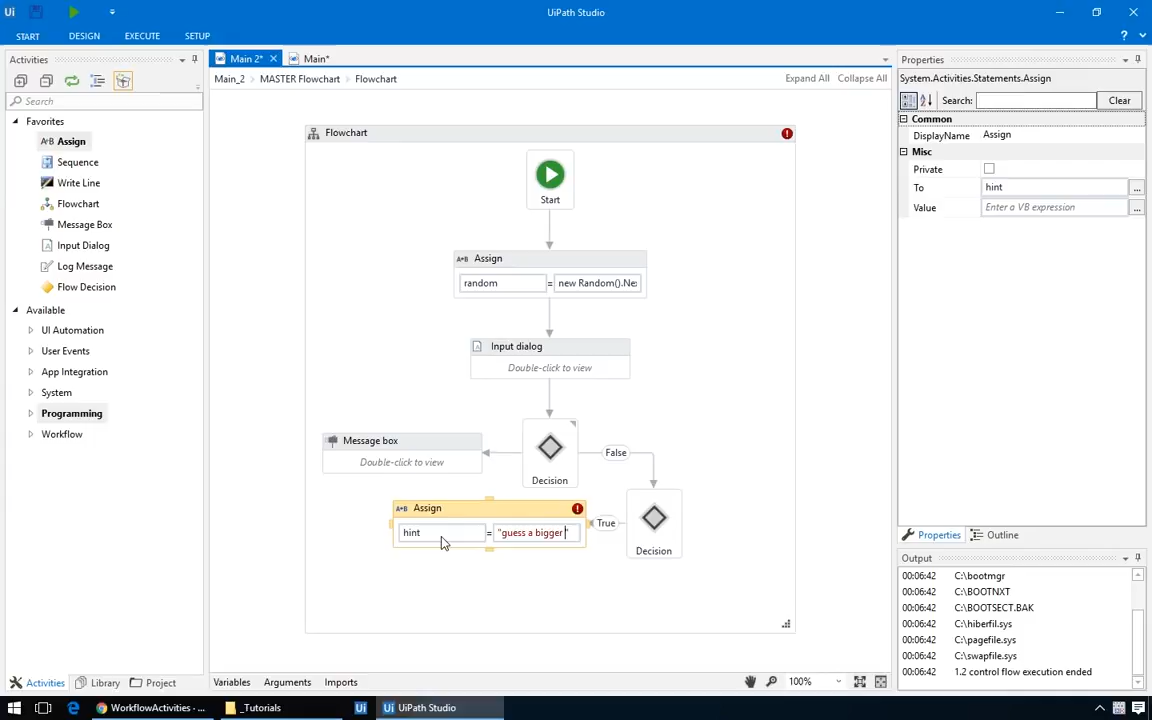 Ui
UiPath Studio
START
DESIGN
EXECUTE
SETUP
?
Activities
Search
Favorites
A+B Assign
Sequence
Write Line
Flowchart
Message Box
Input Dialog
Log Message
Flow Decision
Available
UI Automation
User Events
App Integration
System
Programming
Workflow
Activities
Library
Project
Main 2*
Main*
Main_2
MASTER Flowchart
Flowchart
Expand All
Collapse All
Flowchart
Start
A+B Assign
random = new Random().Ne
Input dialog
Double-click to view
Message box
Double-click to view
Decision
False
A+B Assign
hint = "guess a bigger "
True
Decision
Variables
Arguments
Imports
100%
Properties
System.Activities.Statements.Assign
Search:
Clear
Common
DisplayName Assign
Misc
Private
To hint ...
Value Enter a VB expression ...
Properties
Outline
Output
00:06:42 C:\bootmgr
00:06:42 C:\BOOTNXT
00:06:42 C:\BOOTSECT.BAK
00:06:42 C:\hiberfil.sys
00:06:42 C:\pagefile.sys
00:06:42 C:\swapfile.sys
00:06:42 1.2 control flow execution ended
WorkflowActivities - ...
_Tutorials
Ui
Ui UiPath Studio